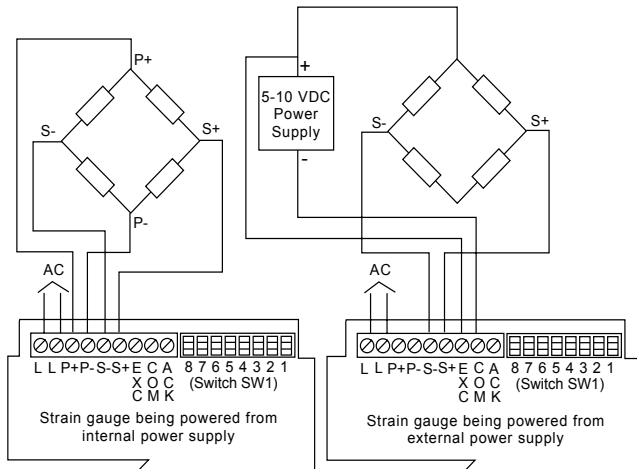 P+
S-
S+
P-
AC
L L P+ P- S- S+ E C A 8 7 6 5 4 3 2 1
X O C (Switch SW1)
C M K
Strain gauge being powered from
internal power supply
+
5-10 VDC
Power
Supply
-
S-
S+
AC
L L P+ P- S- S+ E C A 8 7 6 5 4 3 2 1
X O C (Switch SW1)
C M K
Strain gauge being powered from
external power supply